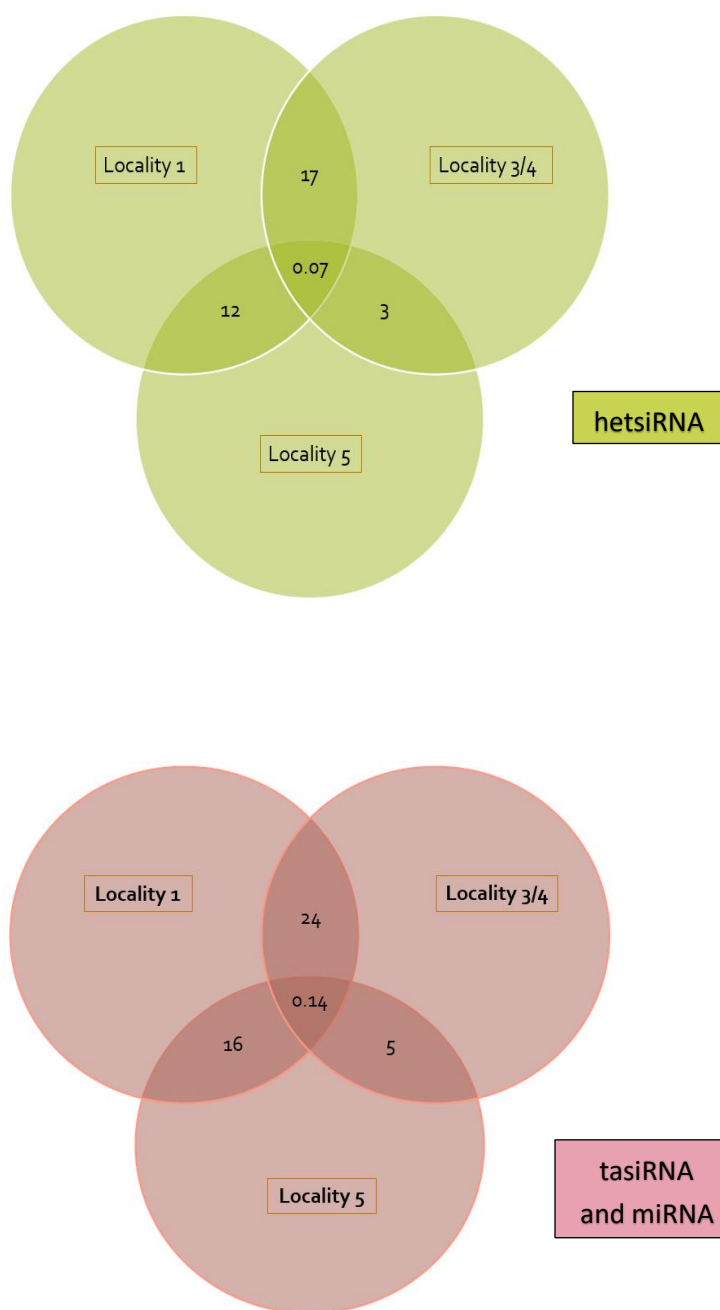 Locality 1
Locality 3/4
17
0.07
12
3
Locality 5
hetsiRNA
Locality 1
Locality 3/4
24
0.14
16
5
Locality 5
tasiRNA
and miRNA